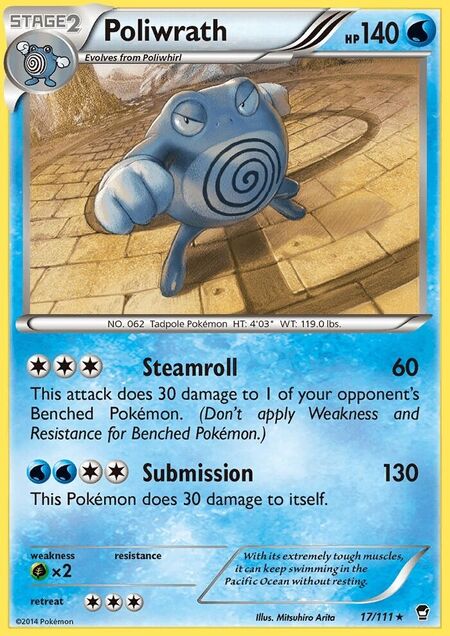 STAGE2
Poliwrath
HP140
Evolves from Poliwhirl
NO. 062 Tadpole Pokémon HT: 4'03" WT: 119.0 lbs.
Steamroll 60
This attack does 30 damage to 1 of your opponent's
Benched Pokémon. (Don't apply Weakness and
Resistance for Benched Pokémon.)
Submission 130
This Pokémon does 30 damage to itself.
weakness resistance
×2
retreat
With its extremely tough muscles,
it can keep swimming in the
Pacific Ocean without resting.
©2014 Pokémon
Illus. Mitsuhiro Arita
17/111 ★